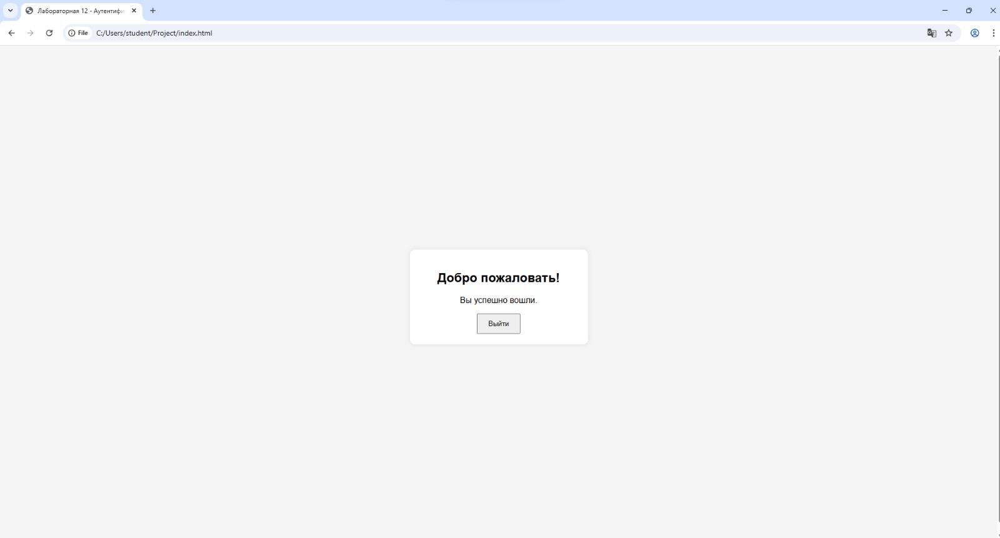 Лабораторная 12 - Аутентифи
File C:/Users/student/Project/index.html
Добро пожаловать!
Вы успешно вошли.
Выйти